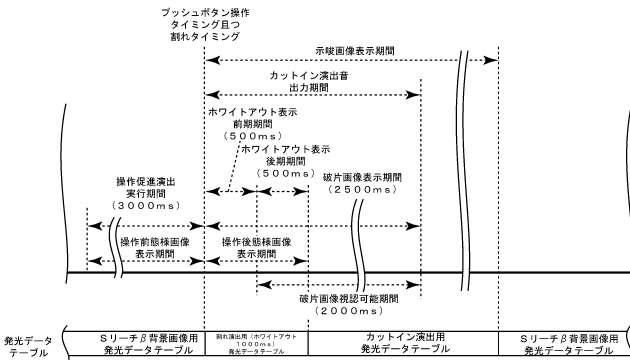 プッシュボタン操作
タイミング且つ
割れタイミング
示唆画像表示期間
カットイン演出音
出力期間
ホワイトアウト表示
前期期間
(500ms)
ホワイトアウト表示
後期期間
(500ms)
操作促進演出
実行期間
(3000ms)
破片画像表示期間
(2500ms)
操作前態様画像
表示期間
操作後態様画像
表示期間
破片画像視認可能期間
(2000ms)
発光データ
テーブル
Sリーチβ背景画像用
発光データテーブル
割れ演出用(ホワイトアウト
1000ms)
発光データテーブル
カットイン演出用
発光データテーブル
Sリーチβ背景画像用
発光データテーブル